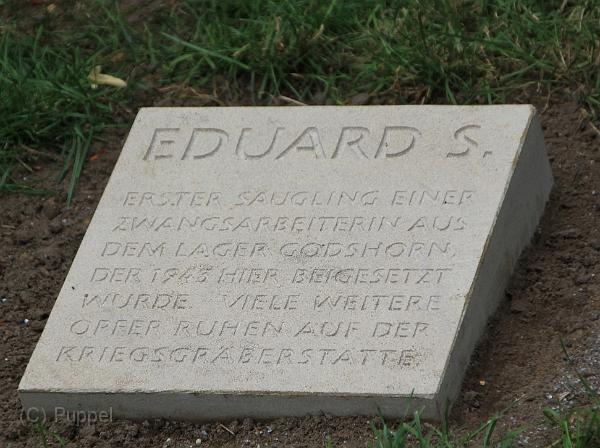 EDUARD S.
ERSTER SÄUGLING EINER
ZWANGSARBEITERIN AUS
DEM LAGER GODSHORN,
DER 1943 HIER BEIGESETZT
WURDE. VIELE WEITERE
OPFER RUHEN AUF DER
KRIEGSGRÄBERSTÄTTE.
(C) Puppel